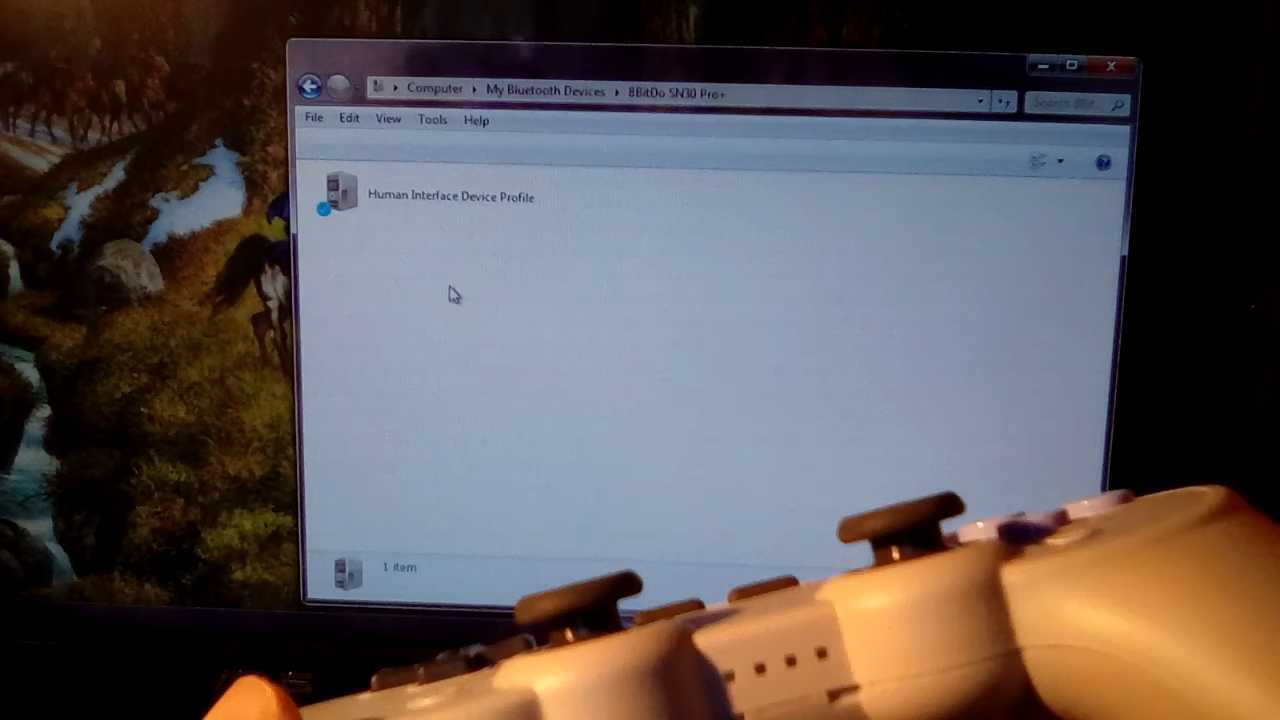 Computer My Bluetooth Devices 8BitDo SN30 Pro+
File Edit View Tools Help
Human Interface Device Profile
1 item